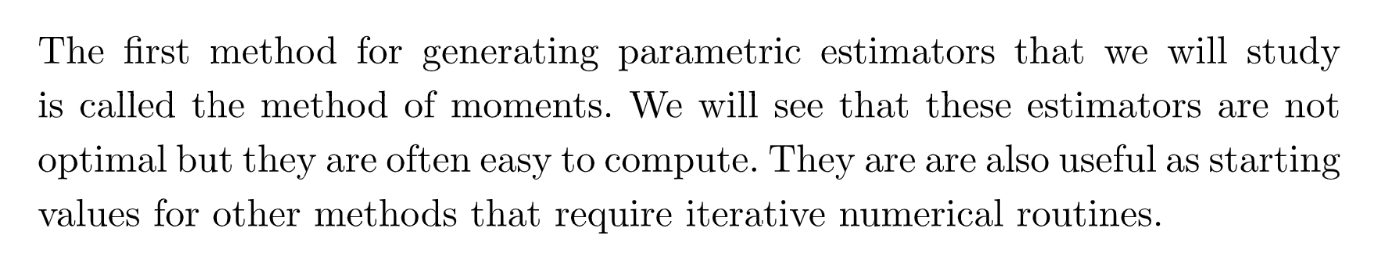 The first method for generating parametric estimators that we will study
is called the method of moments. We will see that these estimators are not
optimal but they are often easy to compute. They are are also useful as starting
values for other methods that require iterative numerical routines.